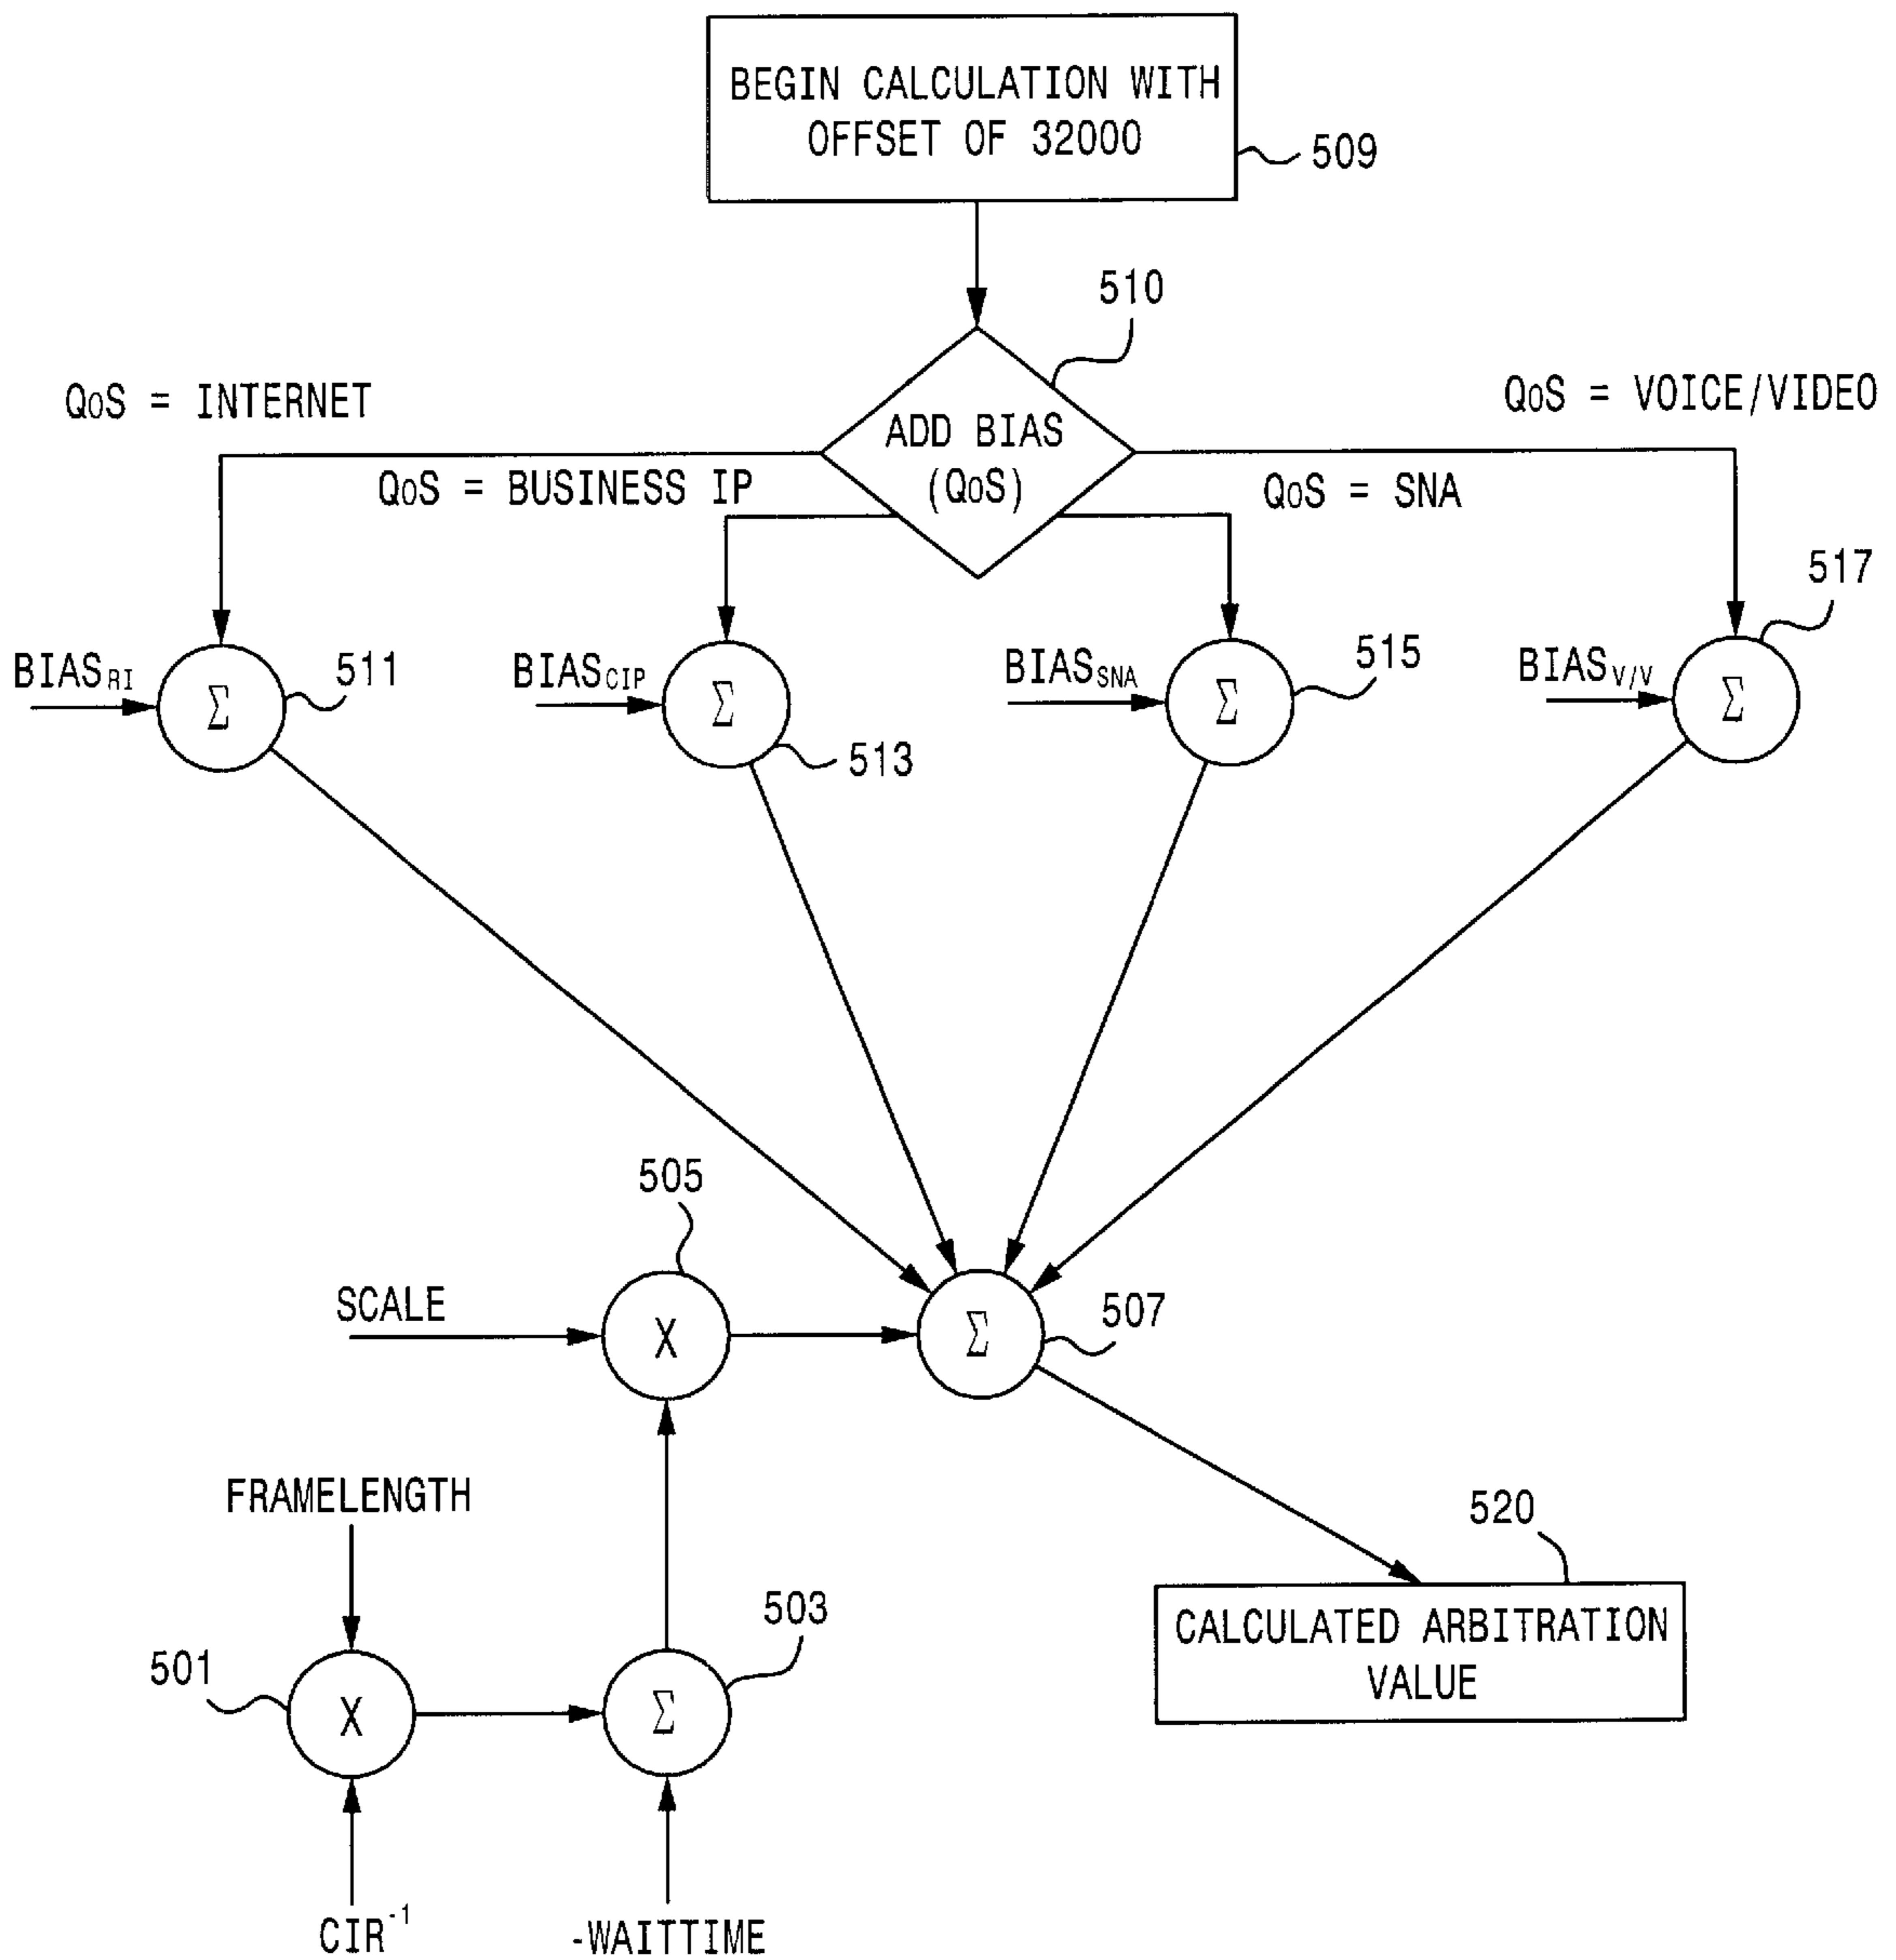 BEGIN CALCULATION WITH
OFFSET OF 32000
509
510
QoS = INTERNET
QoS = VOICE/VIDEO
ADD BIAS
(QoS)
QoS = BUSINESS IP
QoS = SNA
517
BIASRI
Σ
511
BIASCIP
Σ
513
BIASSNA
Σ
515
BIASV/V
Σ
505
SCALE
X
Σ
507
FRAMELENGTH
520
501
X
Σ
503
CALCULATED ARBITRATION
VALUE
CIR-1
-WAITTIME